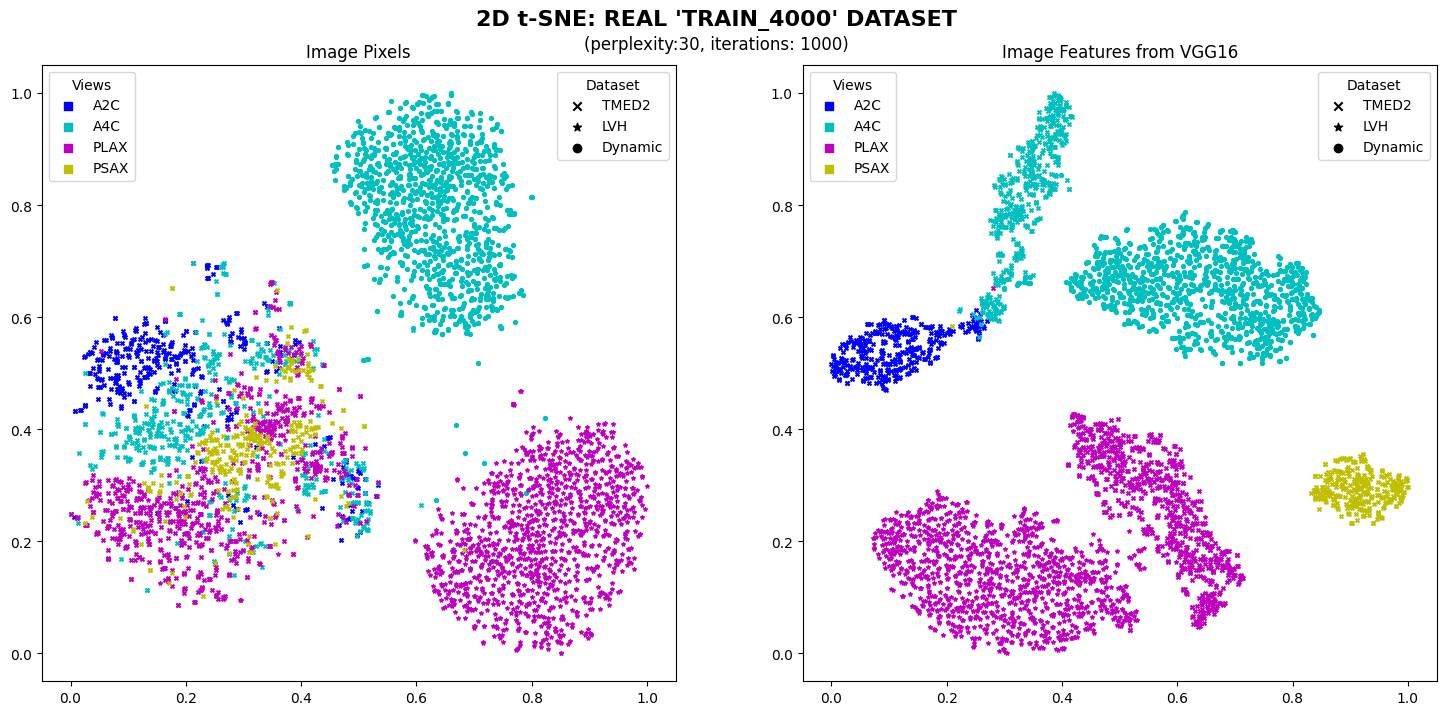 2D t-SNE: REAL 'TRAIN_4000' DATASET
(perplexity:30, iterations: 1000)
Image Pixels
Views
A2C
A4C
PLAX
PSAX
Dataset
TMED2
LVH
Dynamic
1.0
0.8
0.6
0.4
0.2
0.0
0.0 0.2 0.4 0.6 0.8 1.0
Image Features from VGG16
Views
A2C
A4C
PLAX
PSAX
Dataset
TMED2
LVH
Dynamic
1.0
0.8
0.6
0.4
0.2
0.0
0.0 0.2 0.4 0.6 0.8 1.0